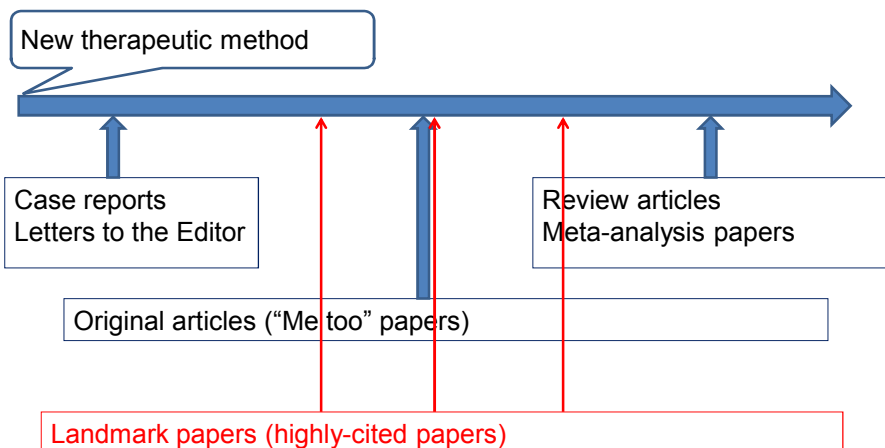 New therapeutic method
Case reports
Letters to the Editor
Review articles
Meta-analysis papers
Original articles (“Me too” papers)
Landmark papers (highly-cited papers)